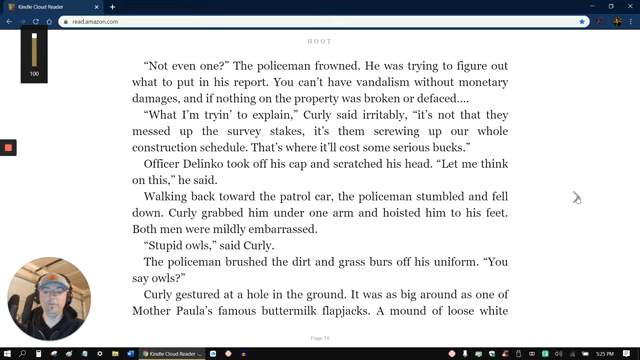 Kindle Cloud Reader
read.amazon.com
HOOT
100
“Not even one?” The policeman frowned. He was trying to figure out
what to put in his report. You can’t have vandalism without monetary
damages, and if nothing on the property was broken or defaced....
“What I’m tryin’ to explain,” Curly said irritably, “it’s not that they
messed up the survey stakes, it’s them screwing up our whole
construction schedule. That’s where it’ll cost some serious bucks.”
Officer Delinko took off his cap and scratched his head. “Let me think
on this,” he said.
Walking back toward the patrol car, the policeman stumbled and fell
down. Curly grabbed him under one arm and hoisted him to his feet.
Both men were mildly embarrassed.
“Stupid owls,” said Curly.
The policeman brushed the dirt and grass burs off his uniform. “You
say owls?”
Curly gestured at a hole in the ground. It was as big around as one of
Mother Paula’s famous buttermilk flapjacks. A mound of loose white
Page 14
Kindle Cloud Reader -
5:25 PM